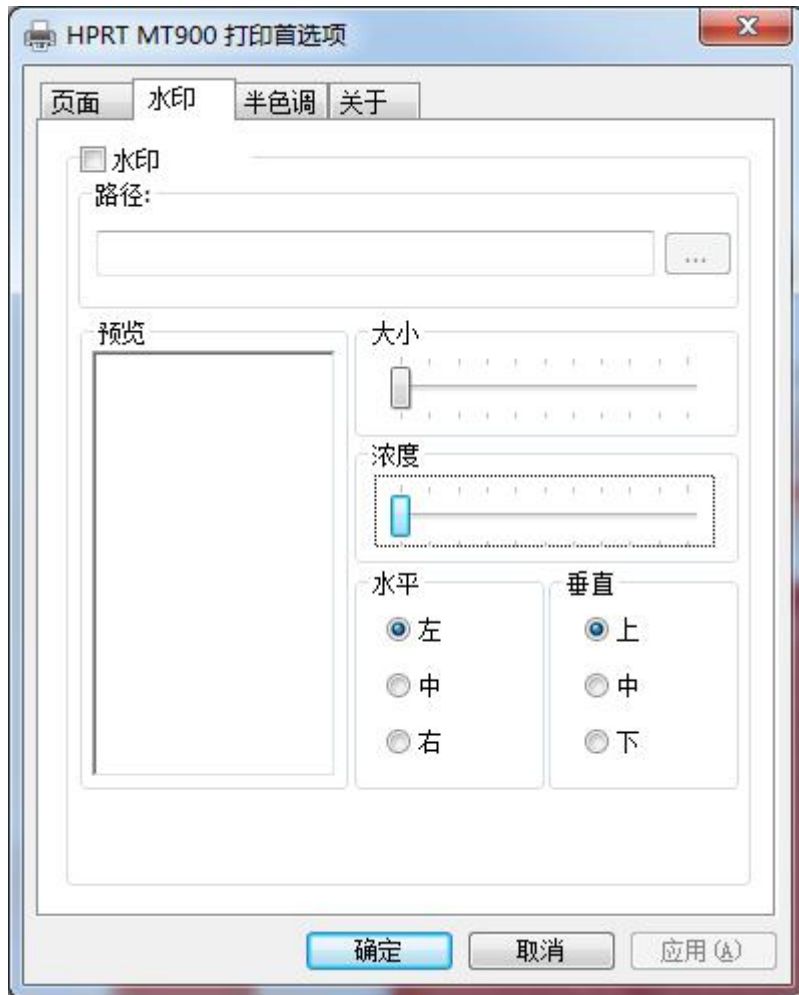 HPRT MT900 打印首选项
页面 水印 半色调 关于
水印
路径:
...
预览 大小
浓度
水平 垂直
左 上
中 中
右 下
确定 取消 应用(A)